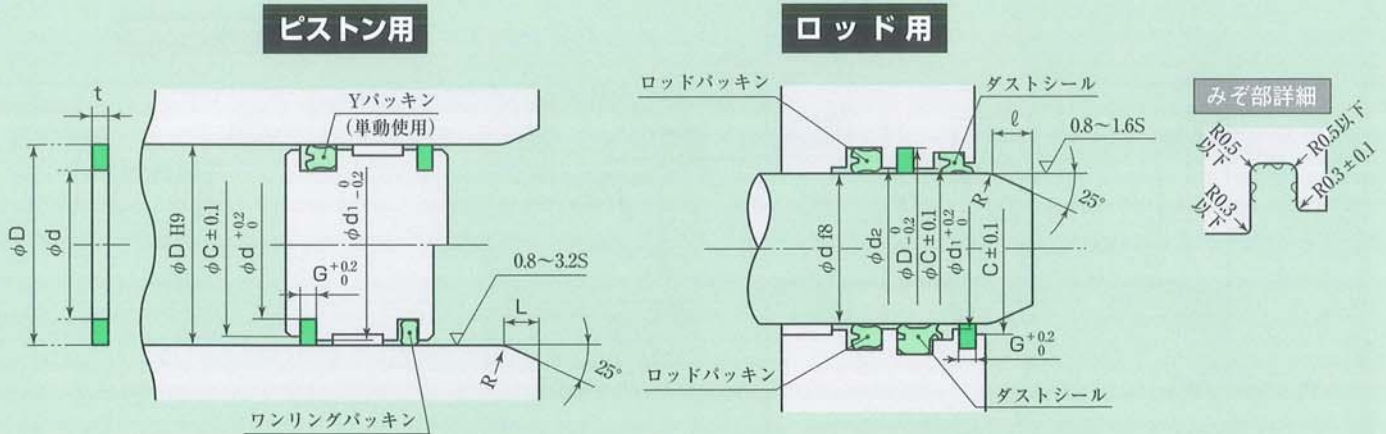 ピストン用
t
φD
φd
Yパッキン
(単動使用)
φD H9
φC±0.1
φd +0.2 0
G +0.2 0
φd1 0 -0.2
0.8〜3.2S
L
R
25°
ワンリングパッキン
ロッド用
ロッドパッキン
ダストシール
ℓ
0.8〜1.6S
R
25°
φd f8
φd2
φD 0 -0.2
φC±0.1
φd1 +0.2 0
C±0.1
G +0.2 0
ロッドパッキン
ダストシール
みぞ部詳細
R0.5
以下
R0.5以下
R0.3
以下
R0.3±0.1